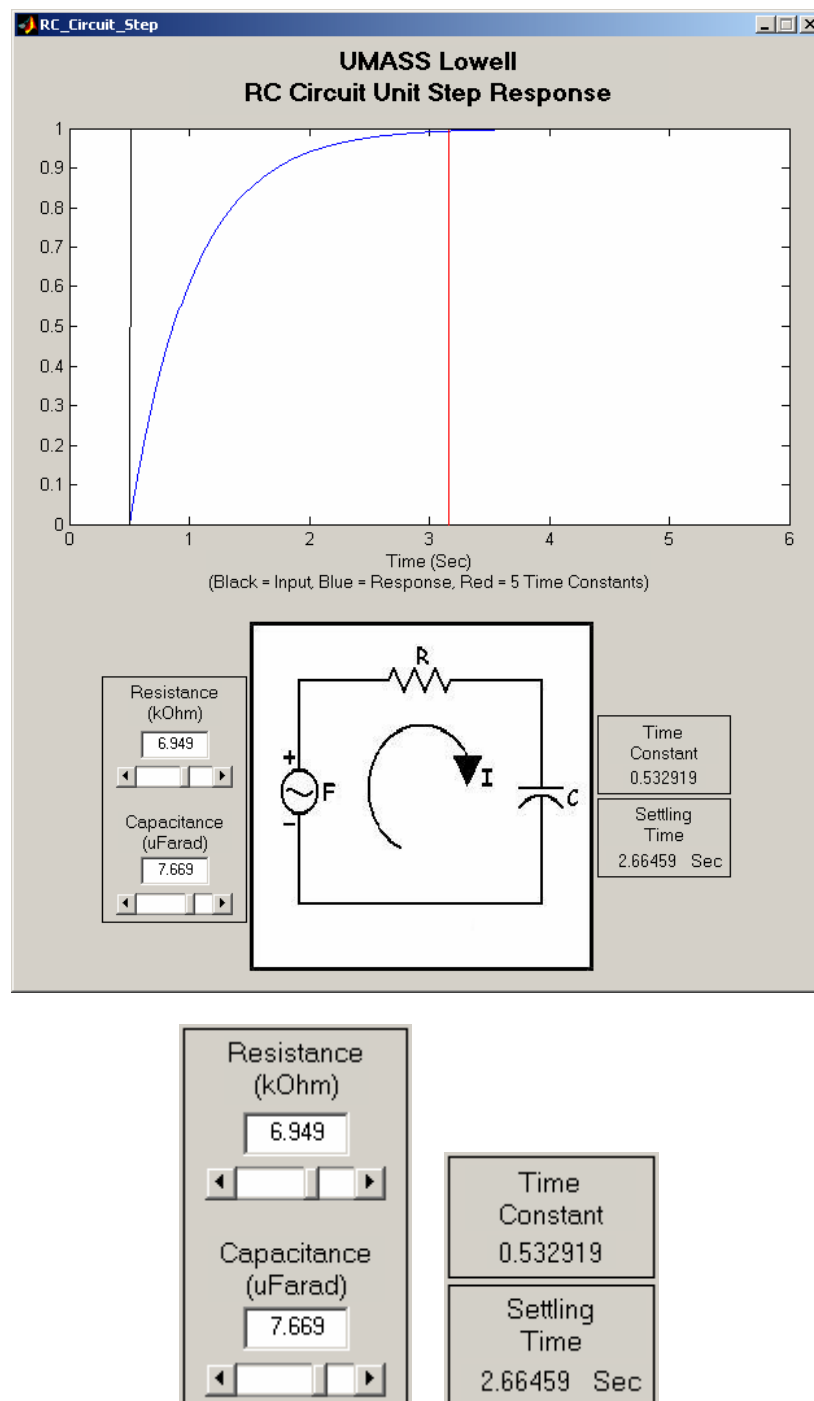 RC_Circuit_Step
UMASS Lowell
RC Circuit Unit Step Response
1
0.9
0.8
0.7
0.6
0.5
0.4
0.3
0.2
0.1
0
0 1 2 3 4 5 6
Time (Sec)
(Black = Input, Blue = Response, Red = 5 Time Constants)
Resistance
(kOhm)
6.949
Capacitance
(uFarad)
7.669
R
+
F
-
I
C
Time
Constant
0.532919
Settling
Time
2.66459 Sec
Resistance
(kOhm)
6.949
Capacitance
(uFarad)
7.669
Time
Constant
0.532919
Settling
Time
2.66459 Sec